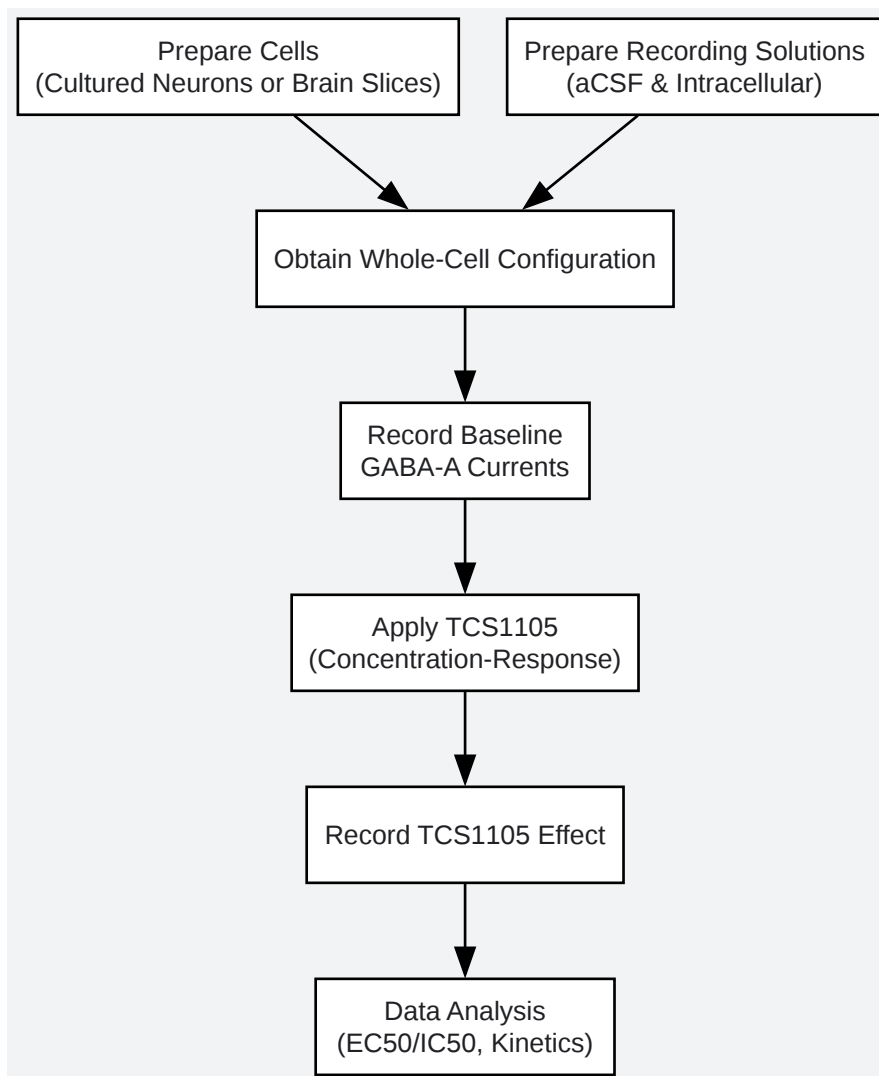 Prepare Cells
(Cultured Neurons or Brain Slices)
Prepare Recording Solutions
(aCSF & Intracellular)
Obtain Whole-Cell Configuration
Record Baseline
GABA-A Currents
Apply TCS1105
(Concentration-Response)
Record TCS1105 Effect
Data Analysis
(EC50/IC50, Kinetics)